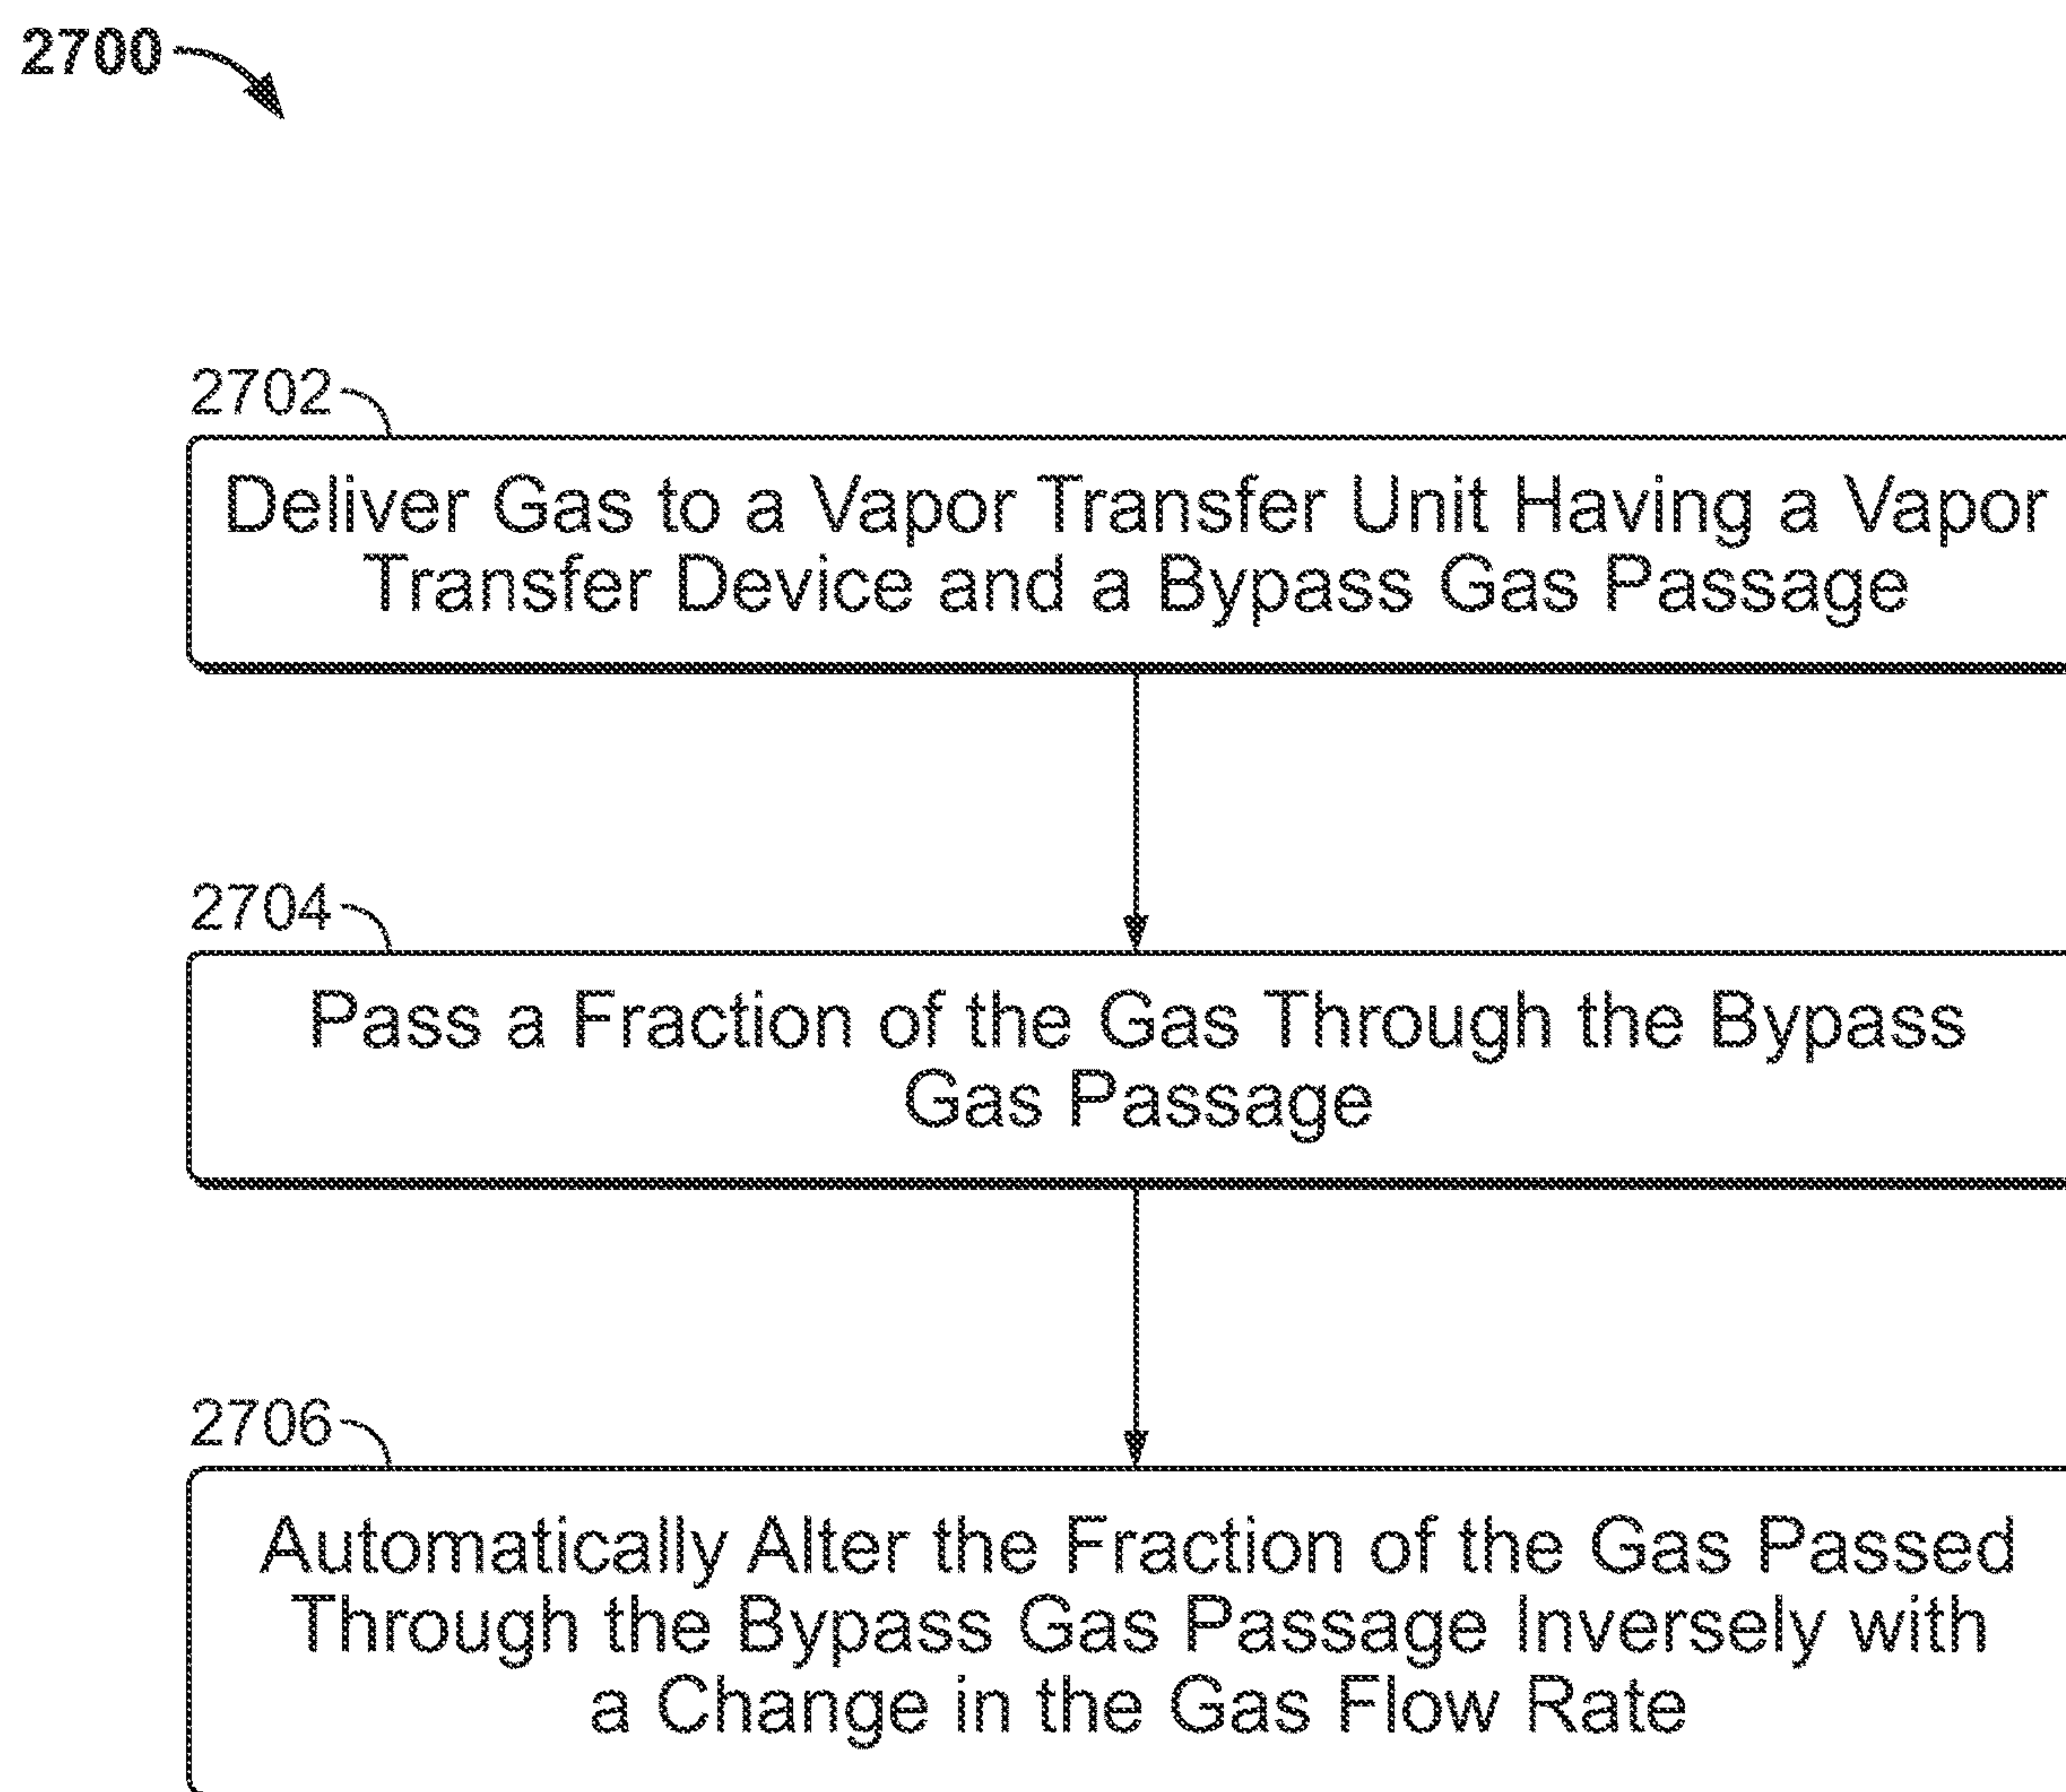 2700
2702
Deliver Gas to a Vapor Transfer Unit Having a Vapor
Transfer Device and a Bypass Gas Passage
2704
Pass a Fraction of the Gas Through the Bypass
Gas Passage
2706
Automatically Alter the Fraction of the Gas Passed
Through the Bypass Gas Passage Inversely with
a Change in the Gas Flow Rate